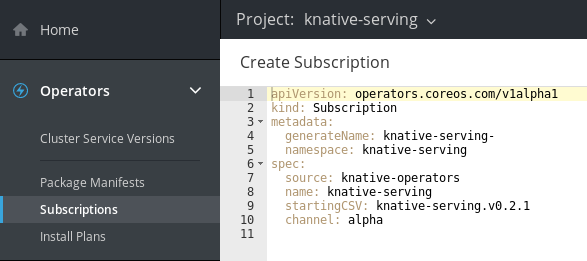 Home
Operators
Cluster Service Versions
Package Manifests
Subscriptions
Install Plans
Project: knative-serving
Create Subscription
1 apiVersion: operators.coreos.com/v1alpha1
2 kind: Subscription
3 metadata:
4   generateName: knative-serving-
5   namespace: knative-serving
6 spec:
7   source: knative-operators
8   name: knative-serving
9   startingCSV: knative-serving.v0.2.1
10   channel: alpha
11